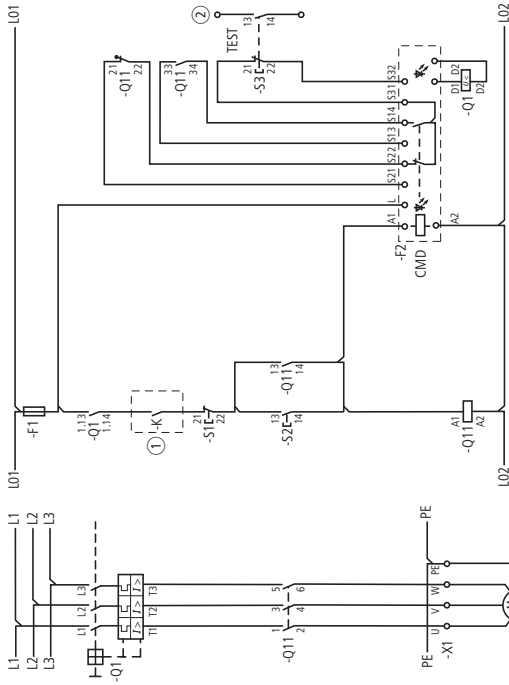 L01 L01
L02 L02
-F1
-Q1 1.13 1.14
1
-K
-S1 21 22
-S2 13 14
-Q11 13 14
-Q11 A1 A2
-Q11 21 22
-Q11 33 34
-S3 21 22
TEST 13 14
2
-F2
CMD
A1 L S21 S22 S13 S14 S31 S32
A2
-Q1 D1 U< D2 D2
L1 L1
L2 L2
L3 L3
L1 L2 L3
-Q1
I> I> I>
T1 T2 T3
-Q11
1 3 5
2 4 6
PE PE
-X1
U V W PE